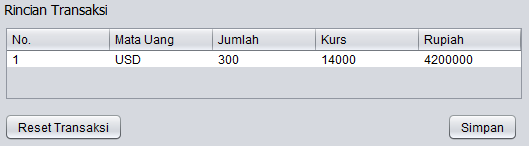 Rincian Transaksi
No. Mata Uang Jumlah Kurs Rupiah
1 USD 300 14000 4200000
Reset Transaksi Simpan